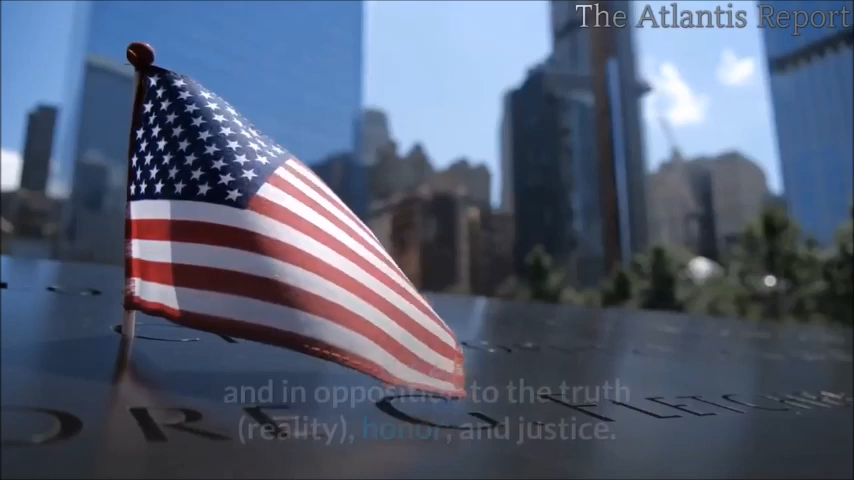 The Atlantis Report
and in opposition to the truth
(reality), honor, and justice.